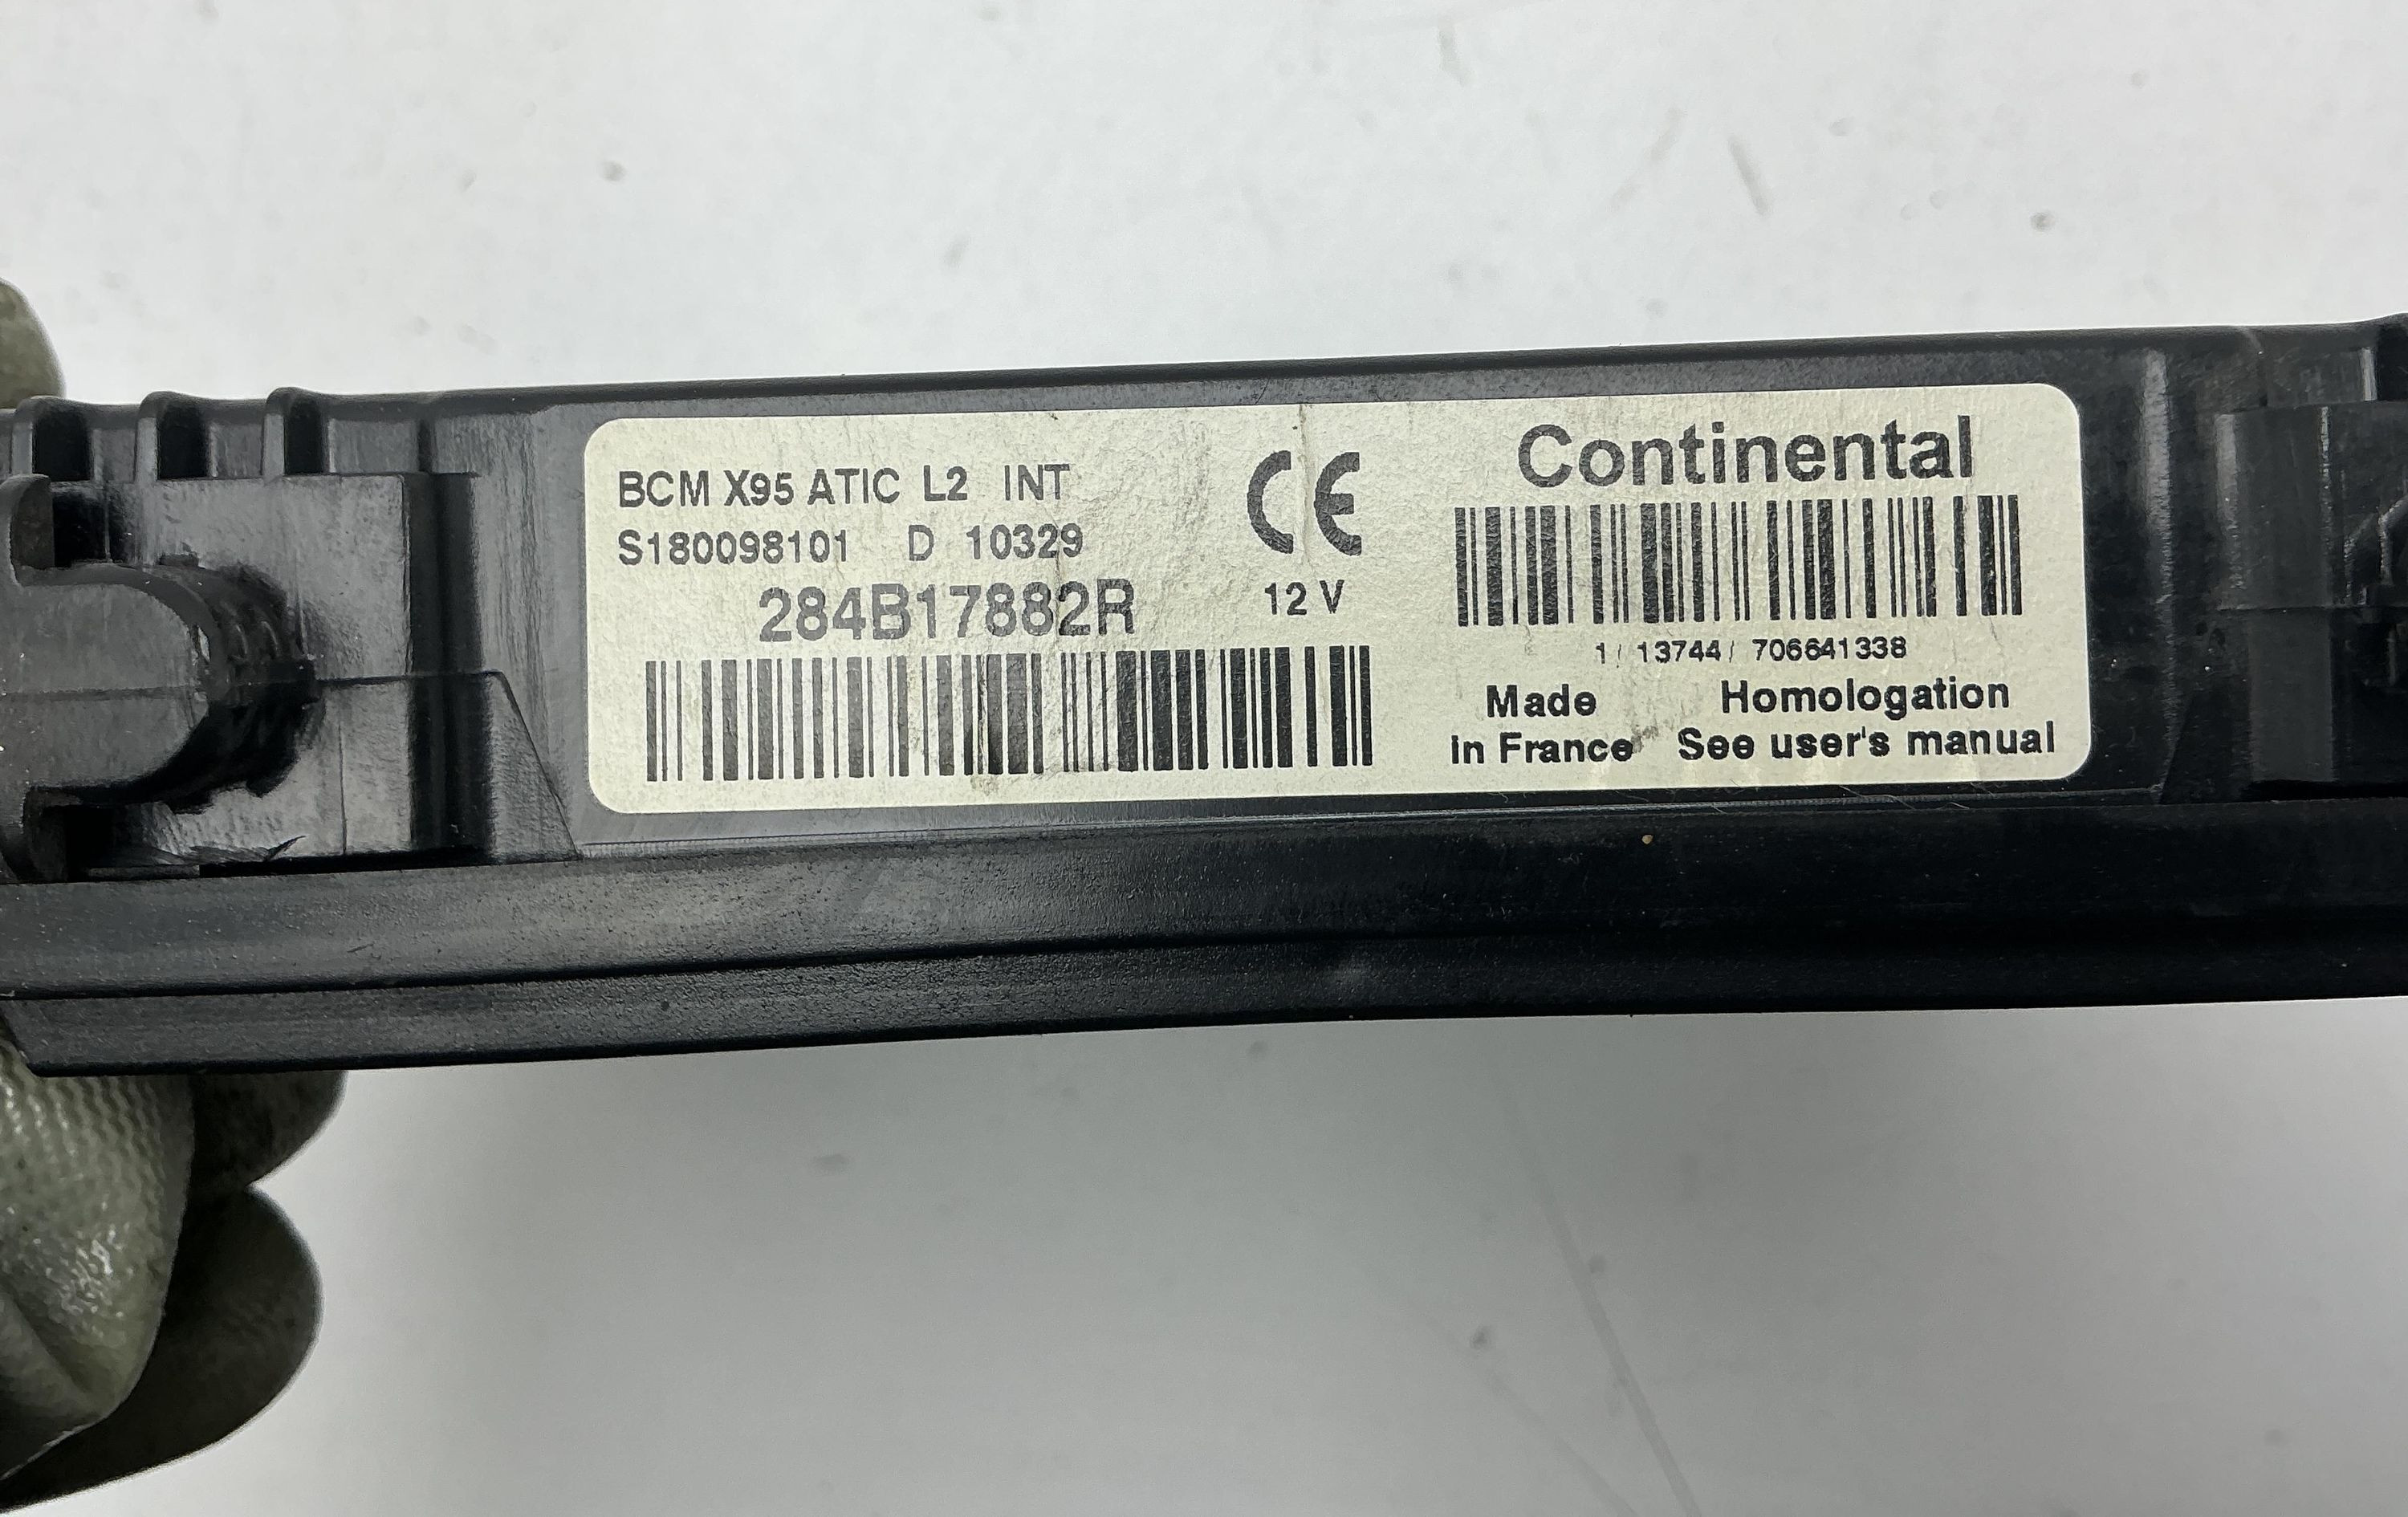 BCM X95 ATIC L2 INT
S180098101 D 10329
284B17882R
CE
12 V
Continental
1/ 13744/ 706641338
Made
in France
Homologation
See user's manual